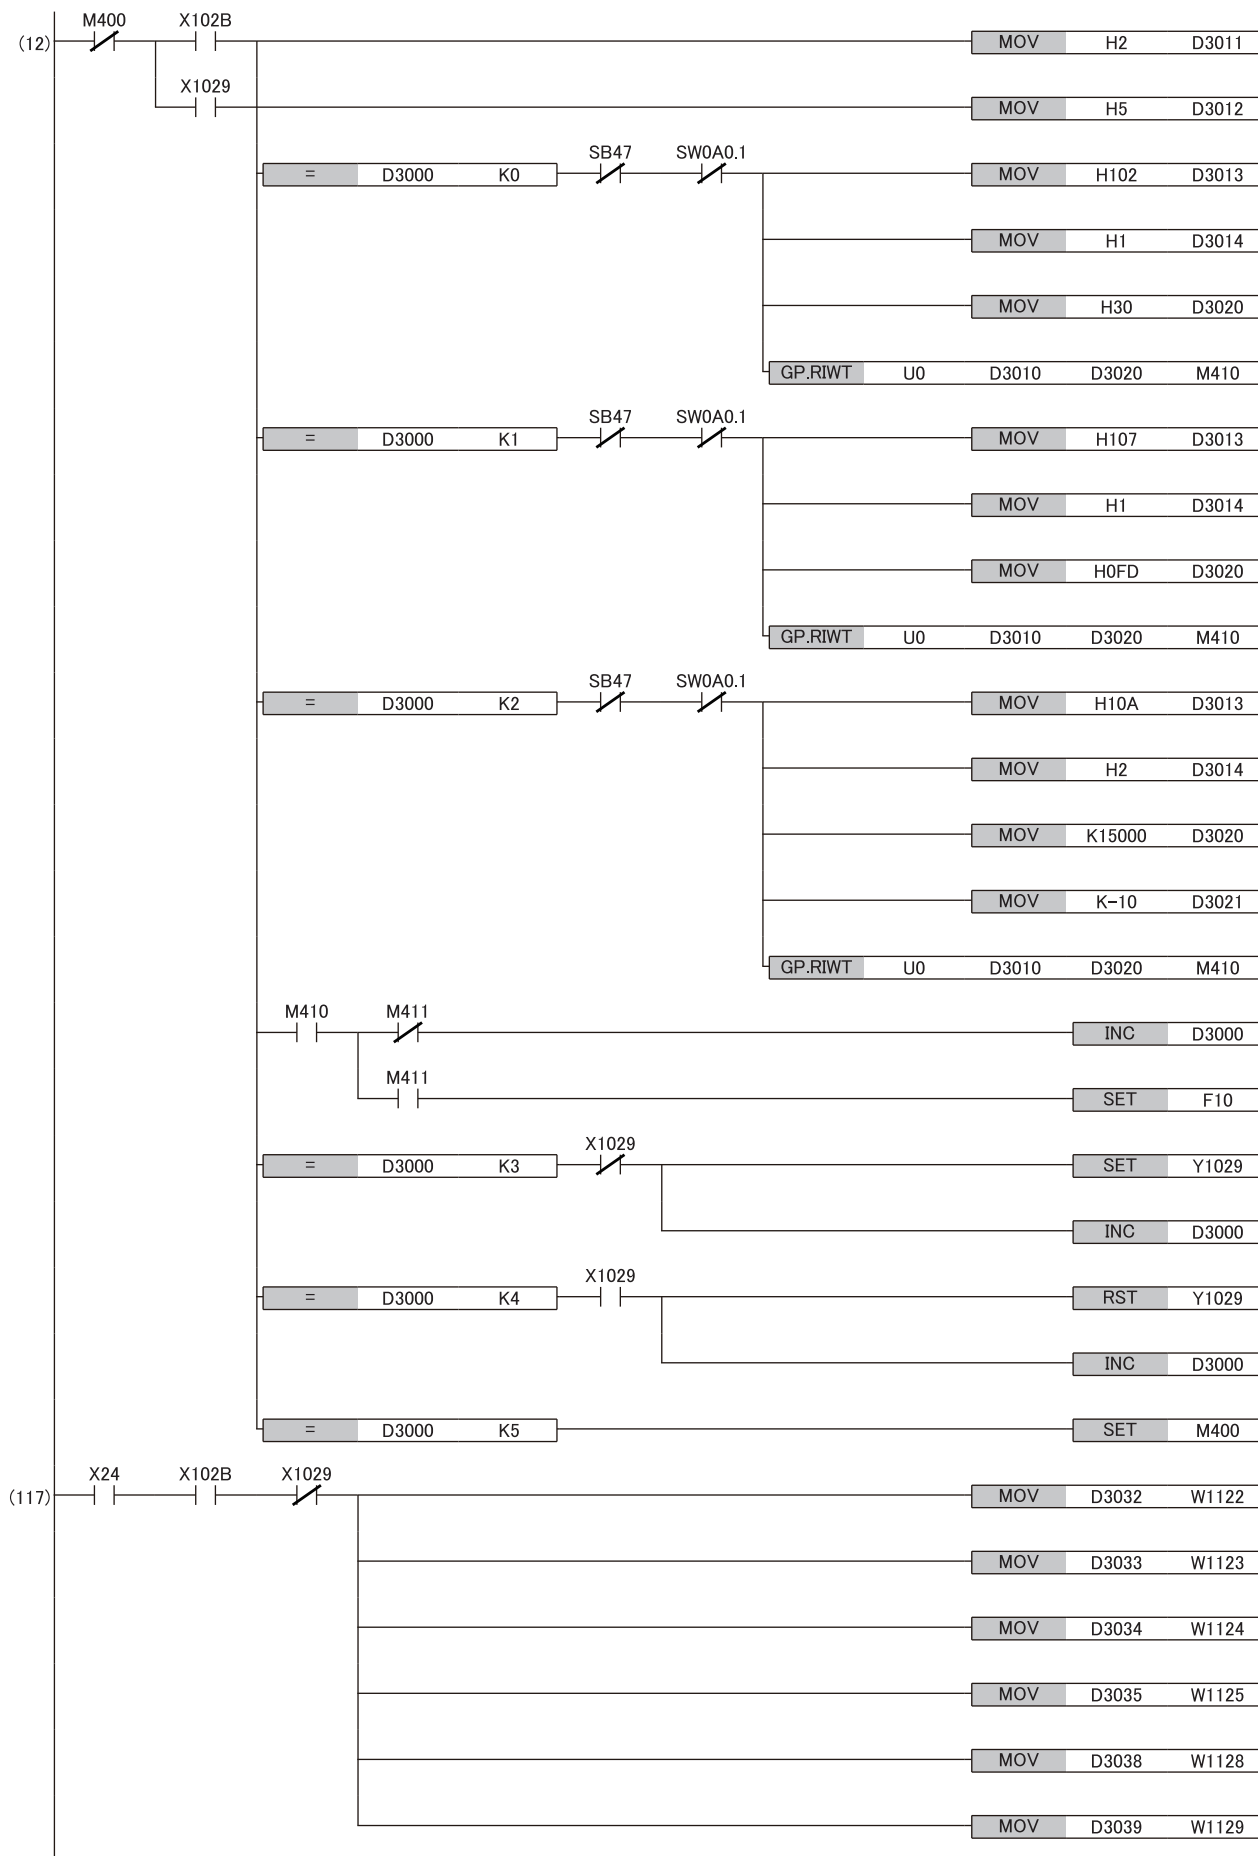 M400 X102B
(12) MOV H2 D3011
X1029
MOV H5 D3012
SB47 SW0A0.1
= D3000 K0 MOV H102 D3013
MOV H1 D3014
MOV H30 D3020
GP.RIWT U0 D3010 D3020 M410
SB47 SW0A0.1
= D3000 K1 MOV H107 D3013
MOV H1 D3014
MOV H0FD D3020
GP.RIWT U0 D3010 D3020 M410
SB47 SW0A0.1
= D3000 K2 MOV H10A D3013
MOV H2 D3014
MOV K15000 D3020
MOV K-10 D3021
GP.RIWT U0 D3010 D3020 M410
M410 M411
INC D3000
M411
SET F10
X1029
= D3000 K3 SET Y1029
INC D3000
X1029
= D3000 K4 RST Y1029
INC D3000
= D3000 K5 SET M400
X24 X102B X1029
(117) MOV D3032 W1122
MOV D3033 W1123
MOV D3034 W1124
MOV D3035 W1125
MOV D3038 W1128
MOV D3039 W1129